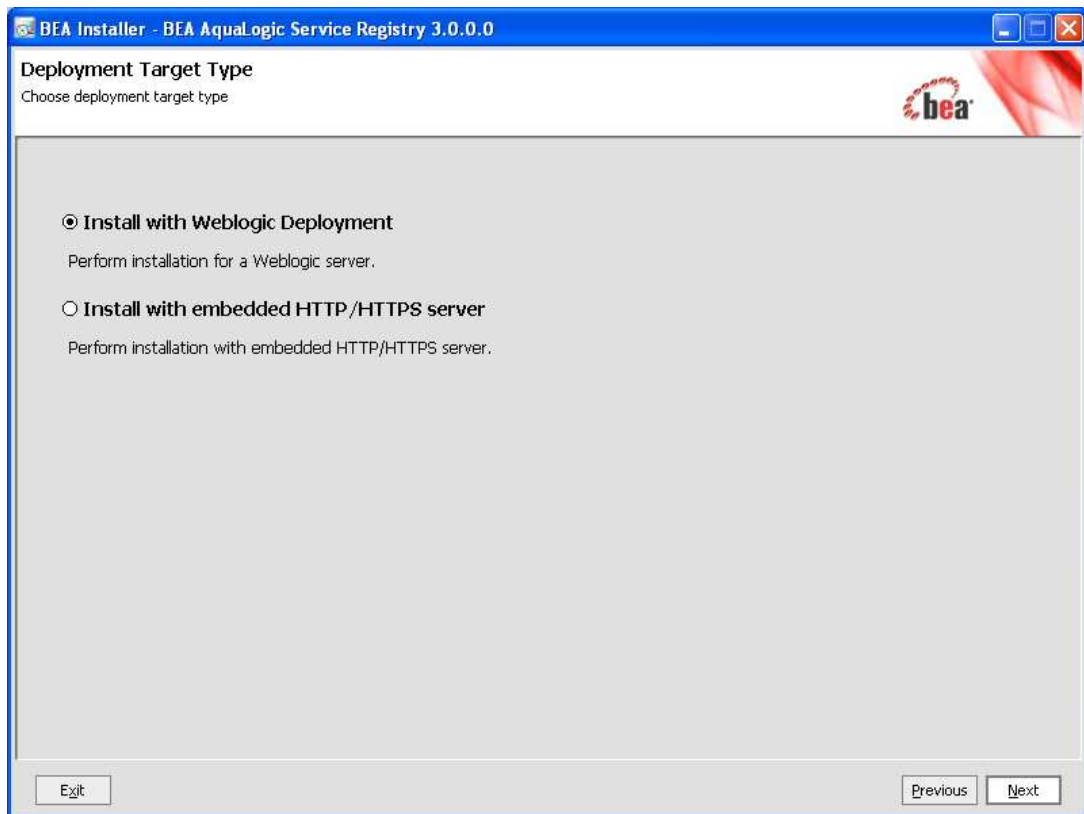 BEA Installer - BEA AquaLogic Service Registry 3.0.0.0
Deployment Target Type
Choose deployment target type
bea
Install with Weblogic Deployment
Perform installation for a Weblogic server.
Install with embedded HTTP/HTTPS server
Perform installation with embedded HTTP/HTTPS server.
Exit
Previous
Next